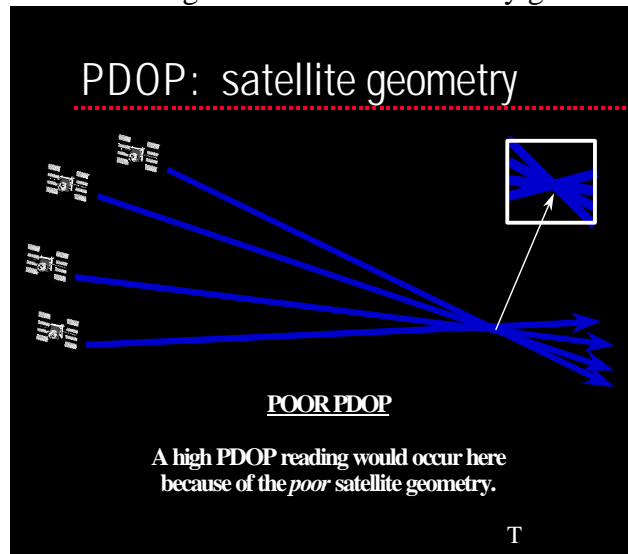 PDOP: satellite geometry
POOR PDOP
A high PDOP reading would occur here
because of the poor satellite geometry.
T